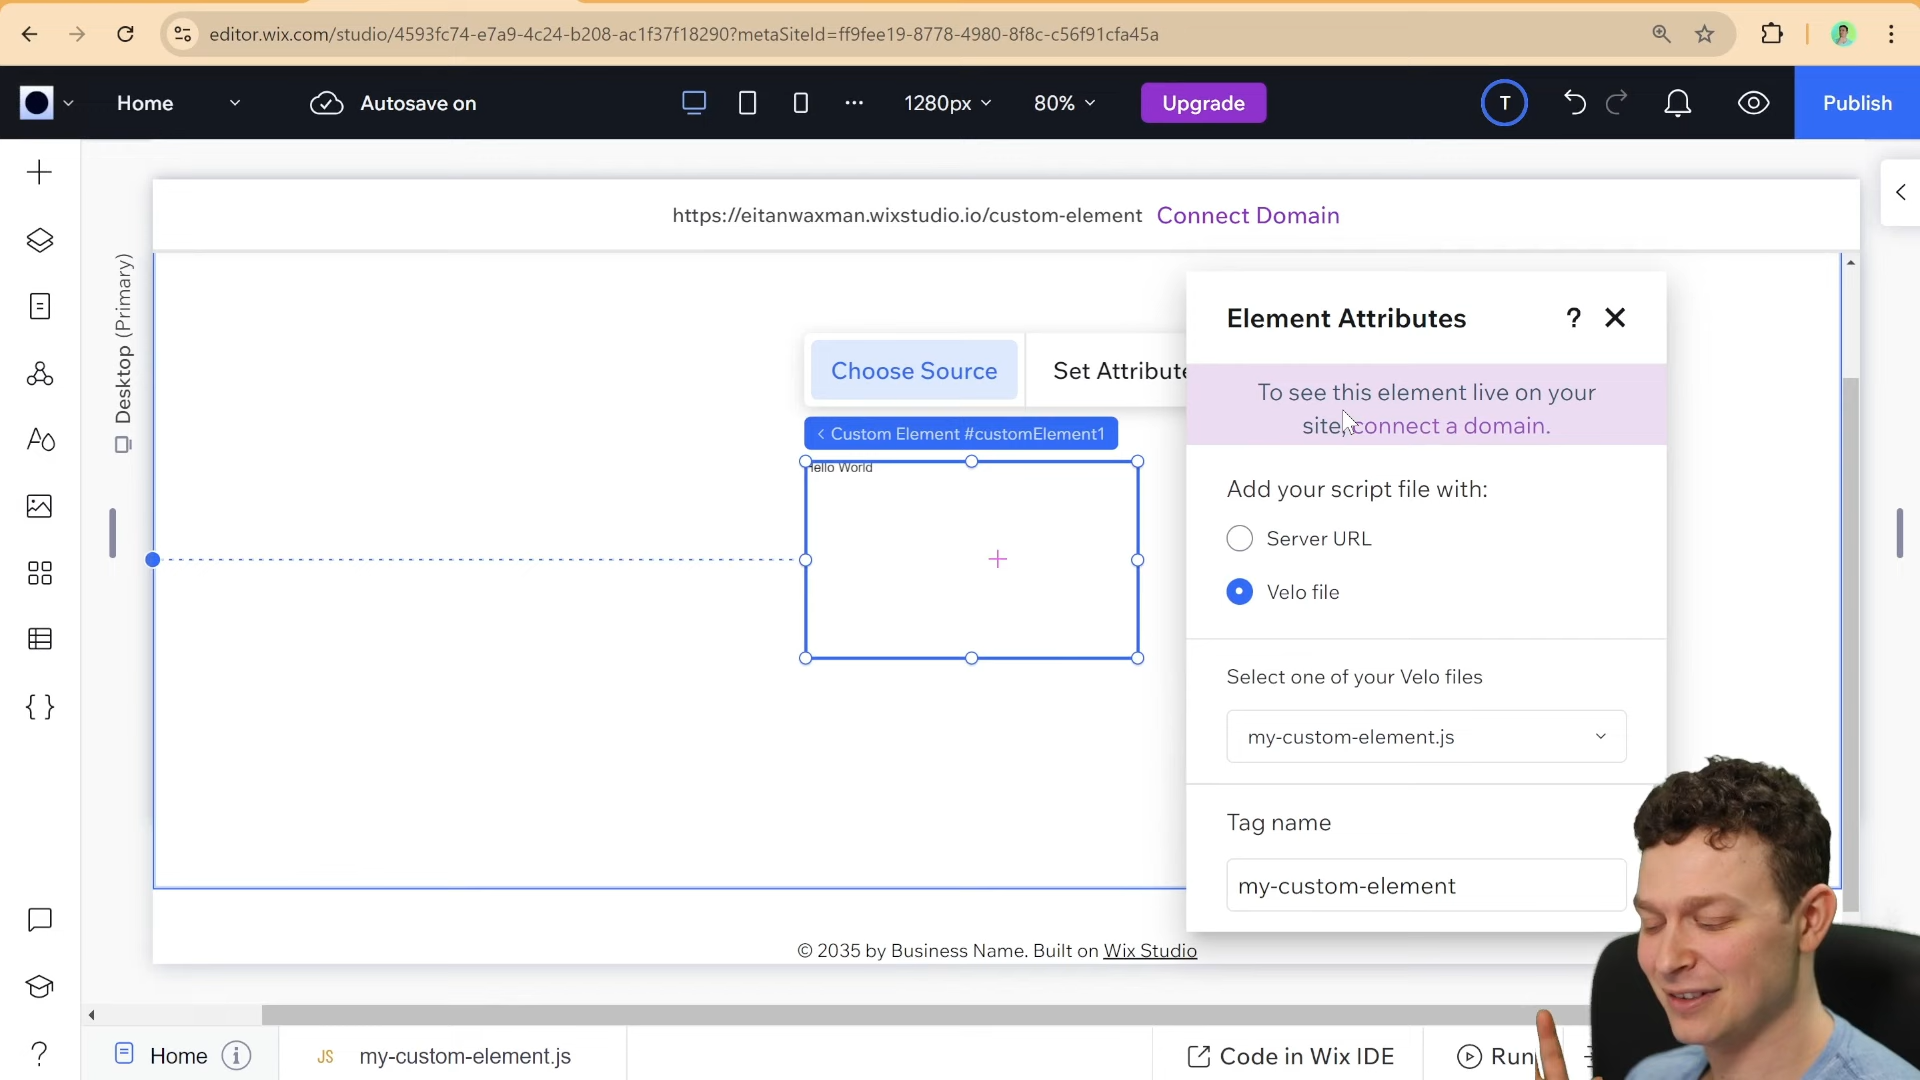 editor.wix.com/studio/4593fc74-e7a9-4c24-b208-ac1f37f18290?metaSiteId=ff9fee19-8778-4980-8f8c-c56f91cfa45a
Home
Autosave on
1280px
80%
Upgrade
T
Publish
https://eitanwaxman.wixstudio.io/custom-element Connect Domain
Desktop (Primary)
Element Attributes
?
Choose Source
Set Attribute
To see this element live on your
site, connect a domain.
< Custom Element #customElement1
Hello World
Add your script file with:
Server URL
Velo file
Select one of your Velo files
my-custom-element.js
Tag name
my-custom-element
© 2035 by Business Name. Built on Wix Studio
?
Home
JS my-custom-element.js
Code in Wix IDE
Run